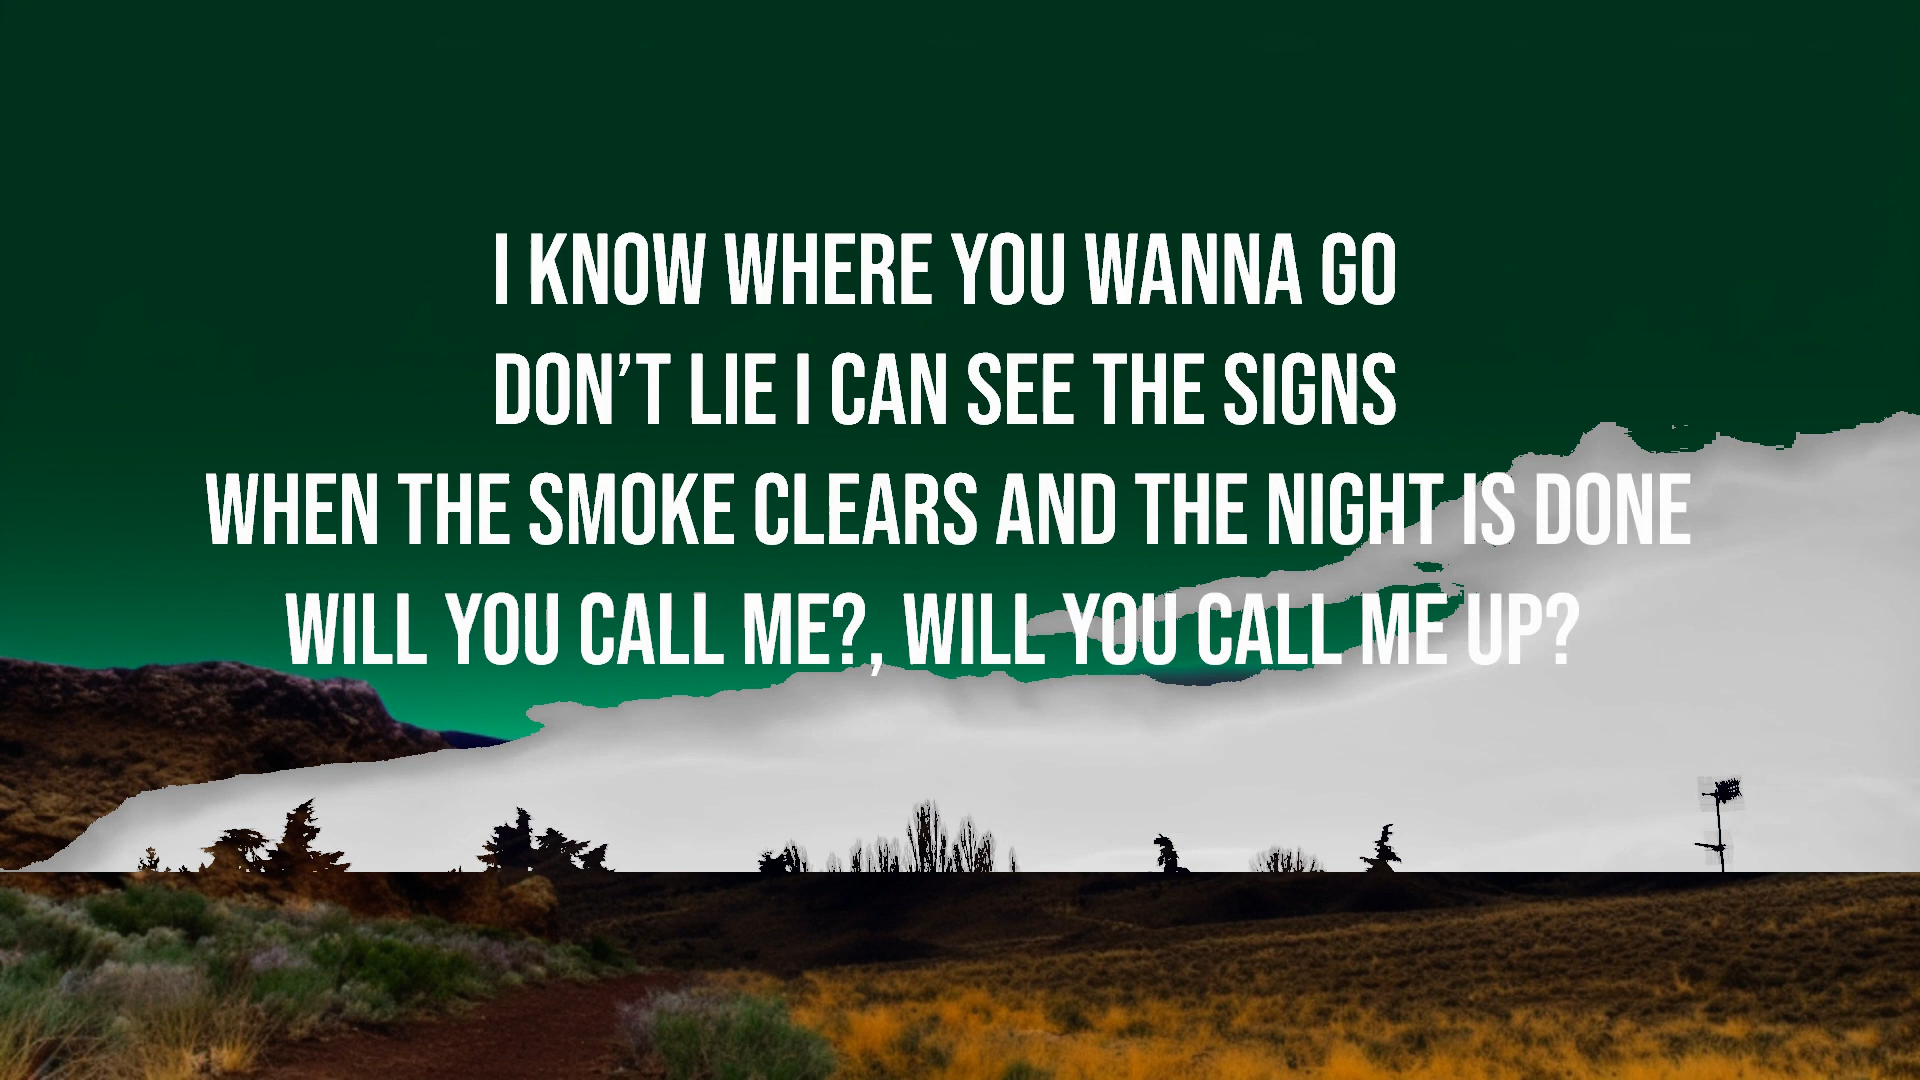 I KNOW WHERE YOU WANNA GO
DON’T LIE I CAN SEE THE SIGNS
WHEN THE SMOKE CLEARS AND THE NIGHT IS DONE
WILL YOU CALL ME?, WILL YOU CALL ME UP?